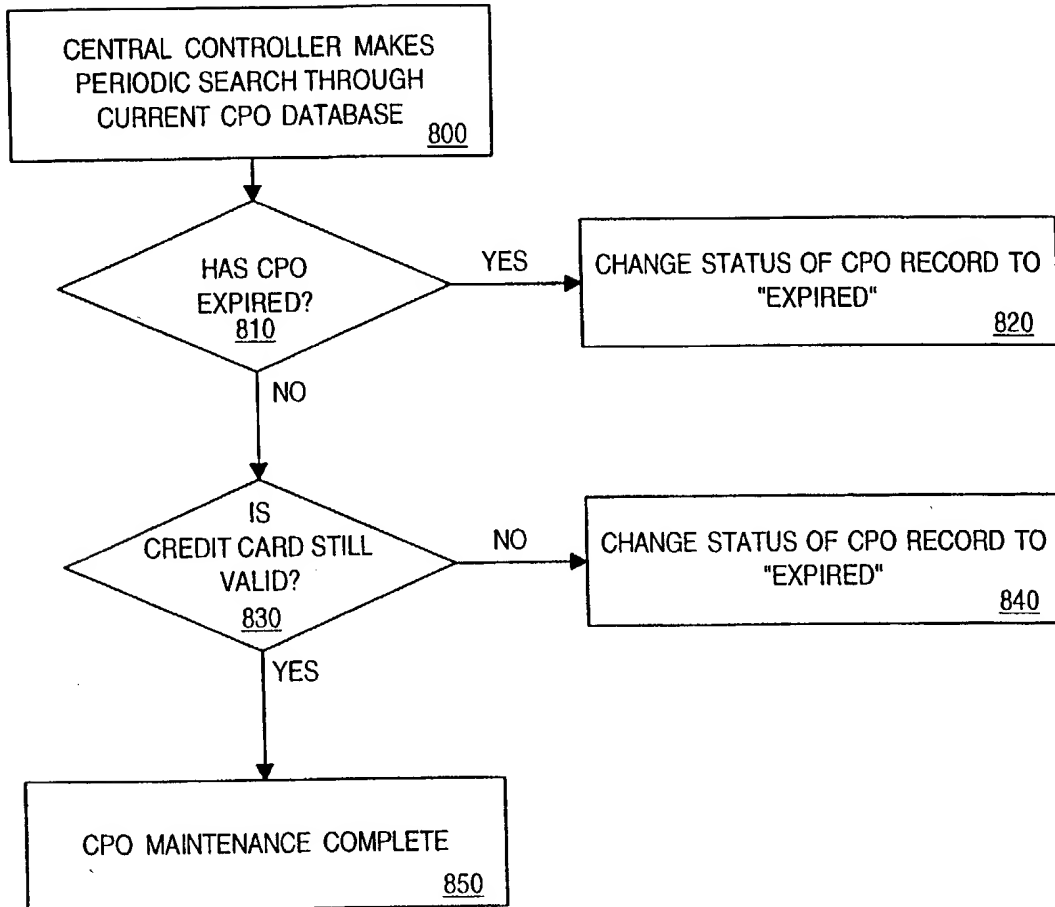 CENTRAL CONTROLLER MAKES
PERIODIC SEARCH THROUGH
CURRENT CPO DATABASE
800
HAS CPO
EXPIRED?
810
YES
CHANGE STATUS OF CPO RECORD TO
"EXPIRED"
820
NO
IS
CREDIT CARD STILL
VALID?
830
NO
CHANGE STATUS OF CPO RECORD TO
"EXPIRED"
840
YES
CPO MAINTENANCE COMPLETE
850